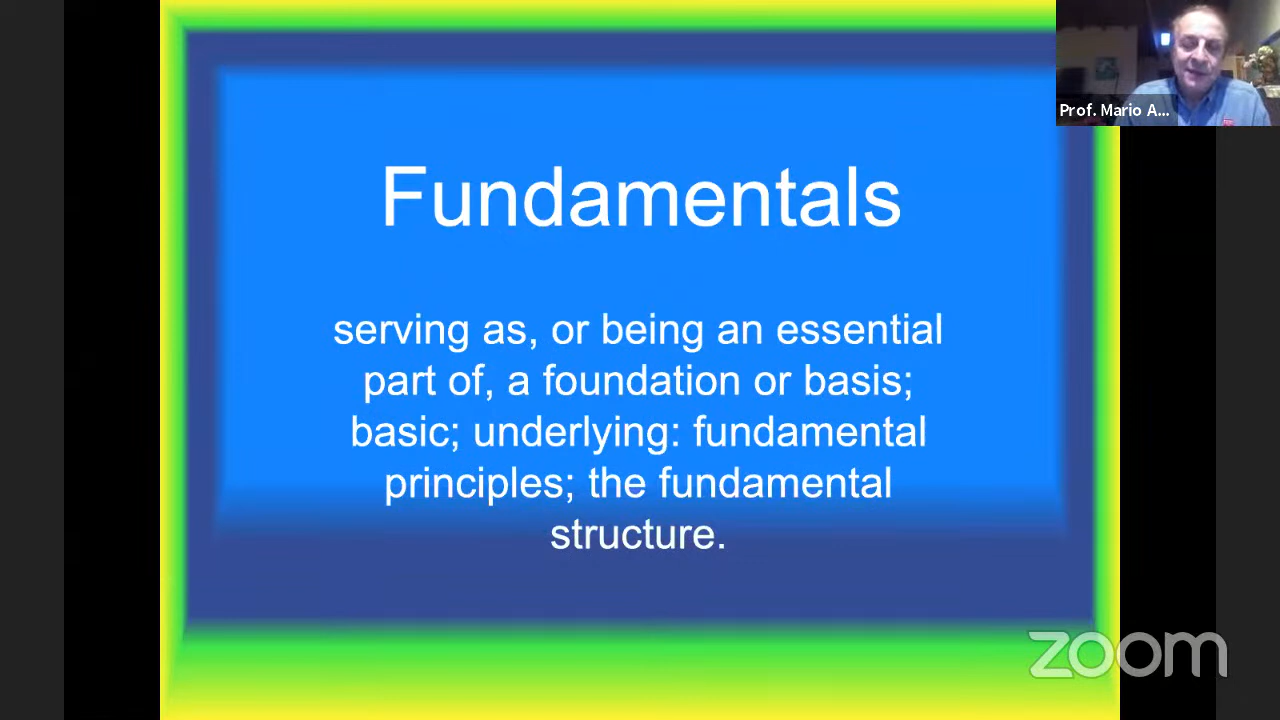 Fundamentals
serving as, or being an essential
part of, a foundation or basis;
basic; underlying: fundamental
principles; the fundamental
structure.
Prof. Mario A...
zoom